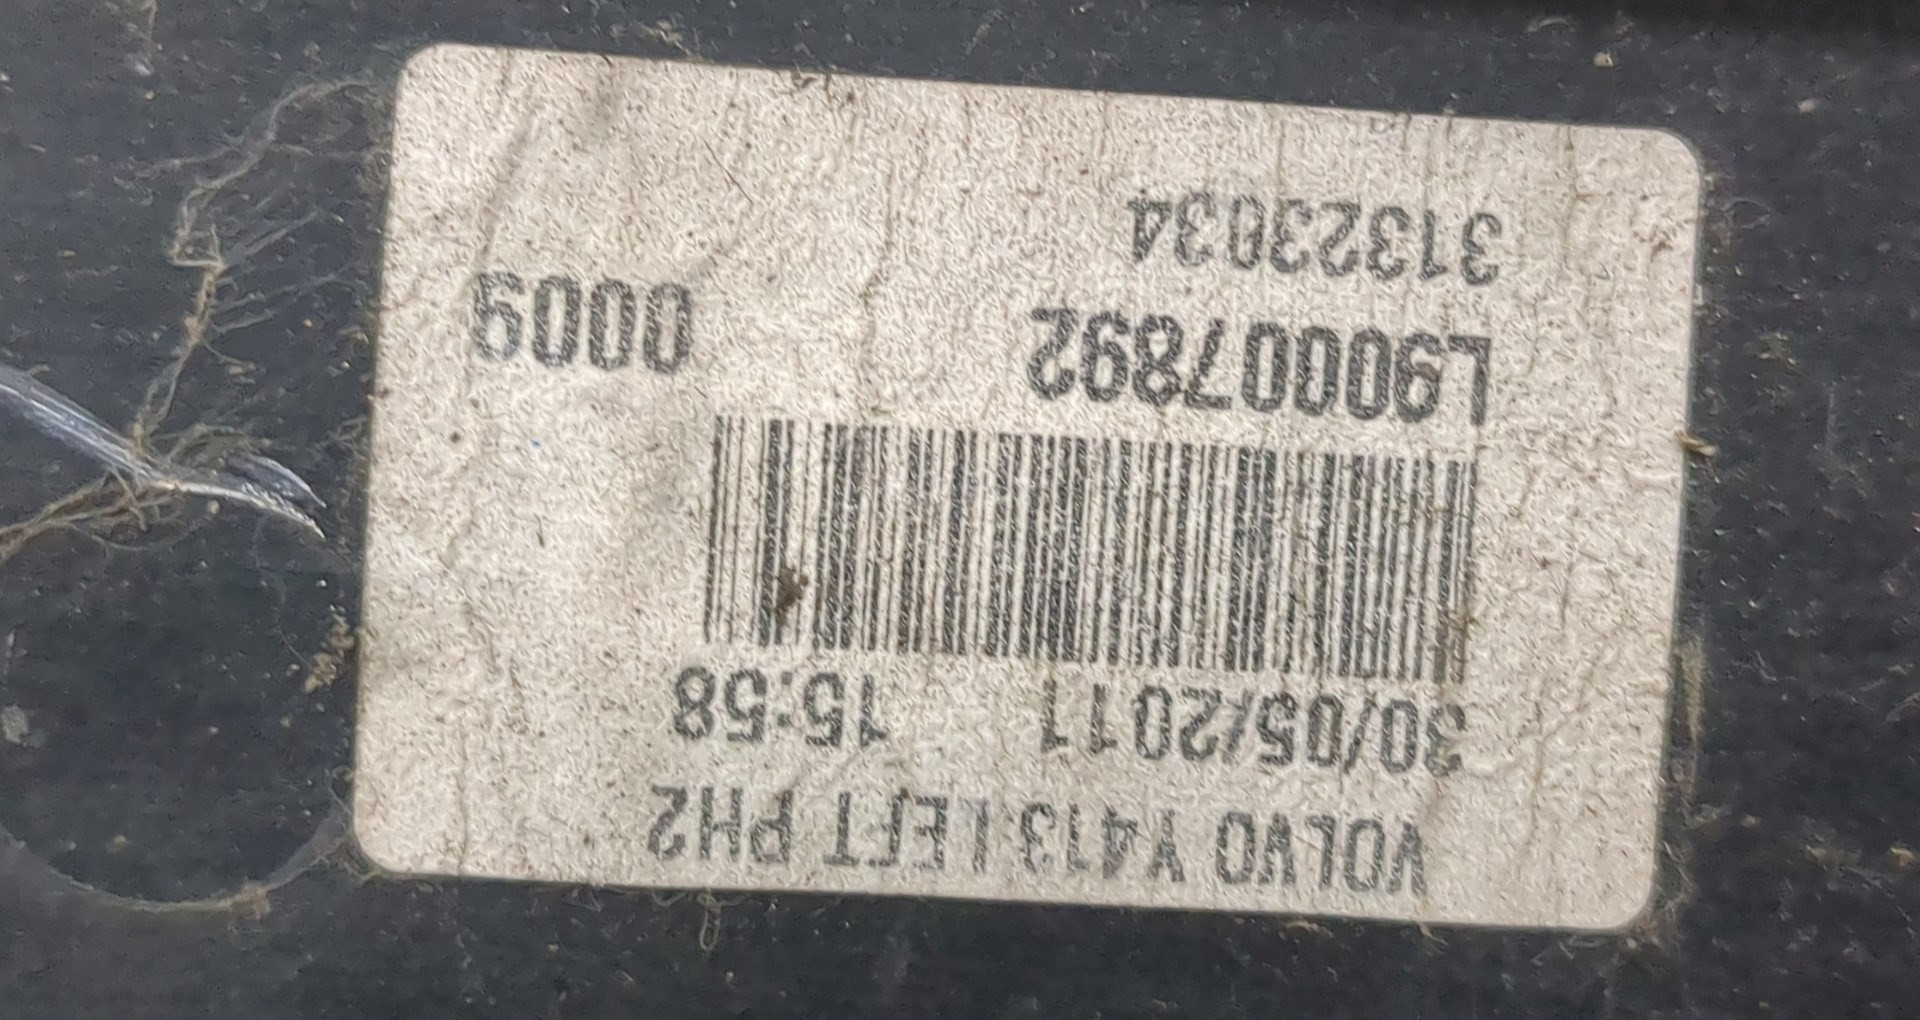 VOLVO Y413 LEFT PH2
30/05/2011 15:58
L90007892 0009
31323034